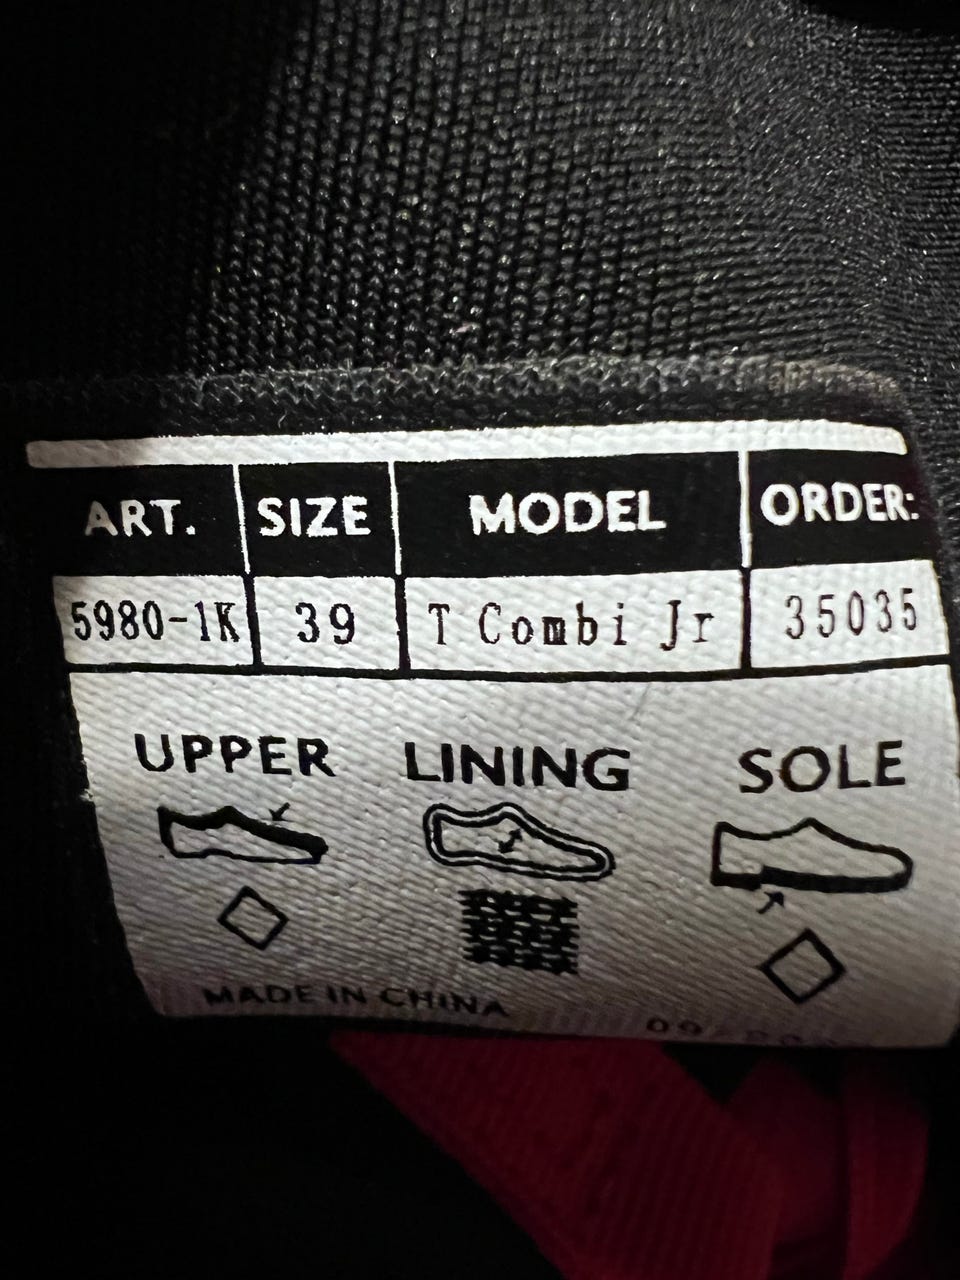 ART. SIZE MODEL ORDER:
5980-1K 39 T Combi Jr 35035
UPPER LINING SOLE
MADE IN CHINA